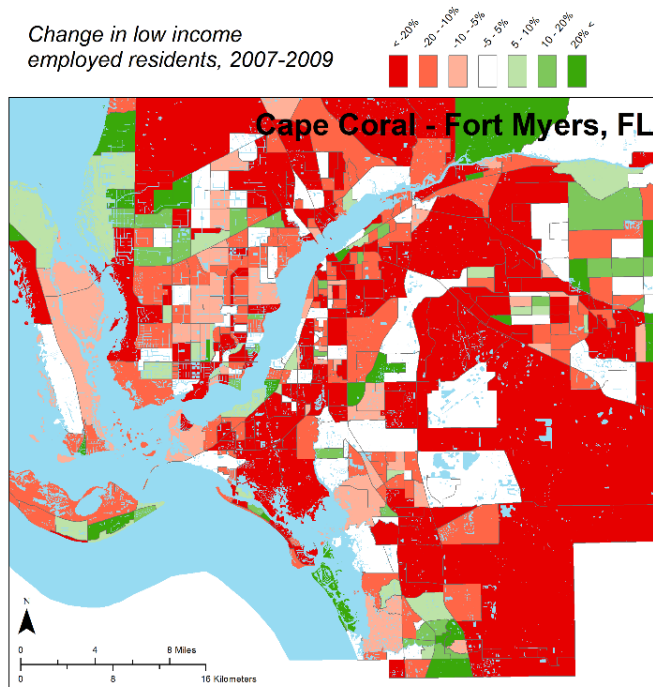 Change in low income
employed residents, 2007-2009
< -20%
-20 - -10%
-10 - -5%
-5 - 5%
5 - 10%
10 - 20%
20% <
Cape Coral - Fort Myers, FL
N
0 4 8 Miles
0 8 16 Kilometers